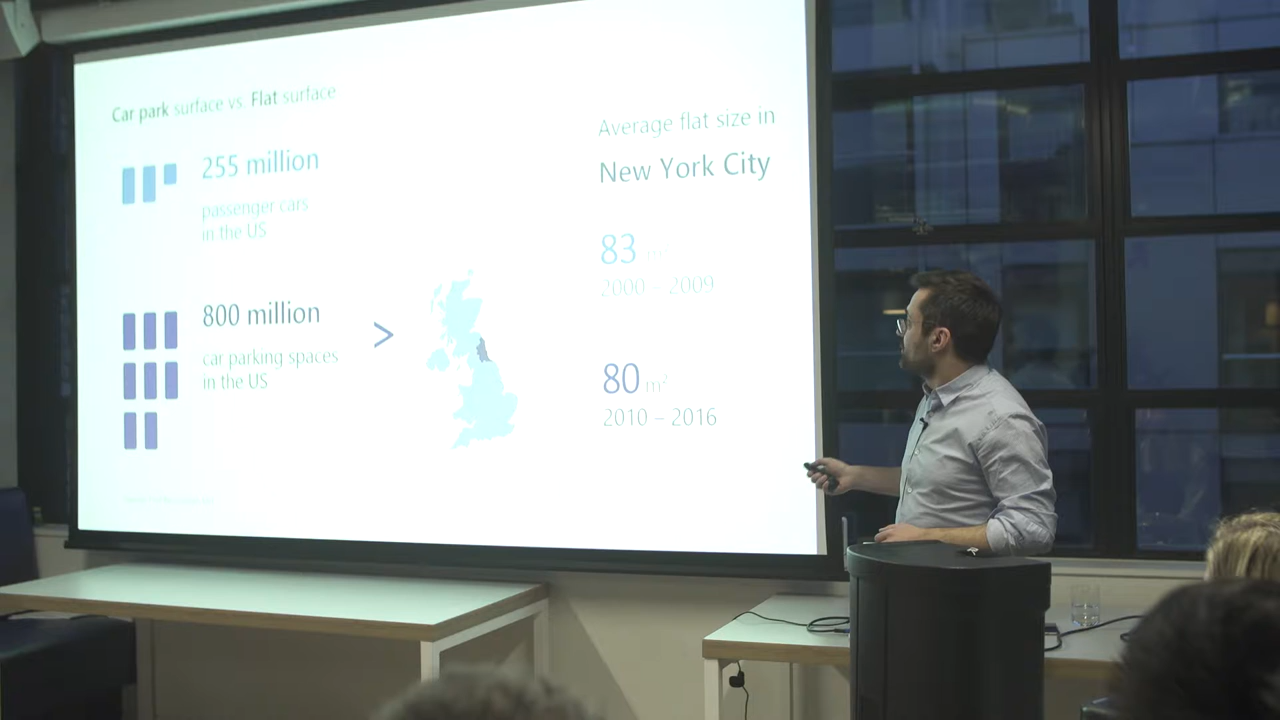 Car park surface vs. Flat surface
255 million
passenger cars
in the US
800 million
car parking spaces
in the US
>
Average flat size in
New York City
83 m²
2000 – 2009
80 m²
2010 – 2016